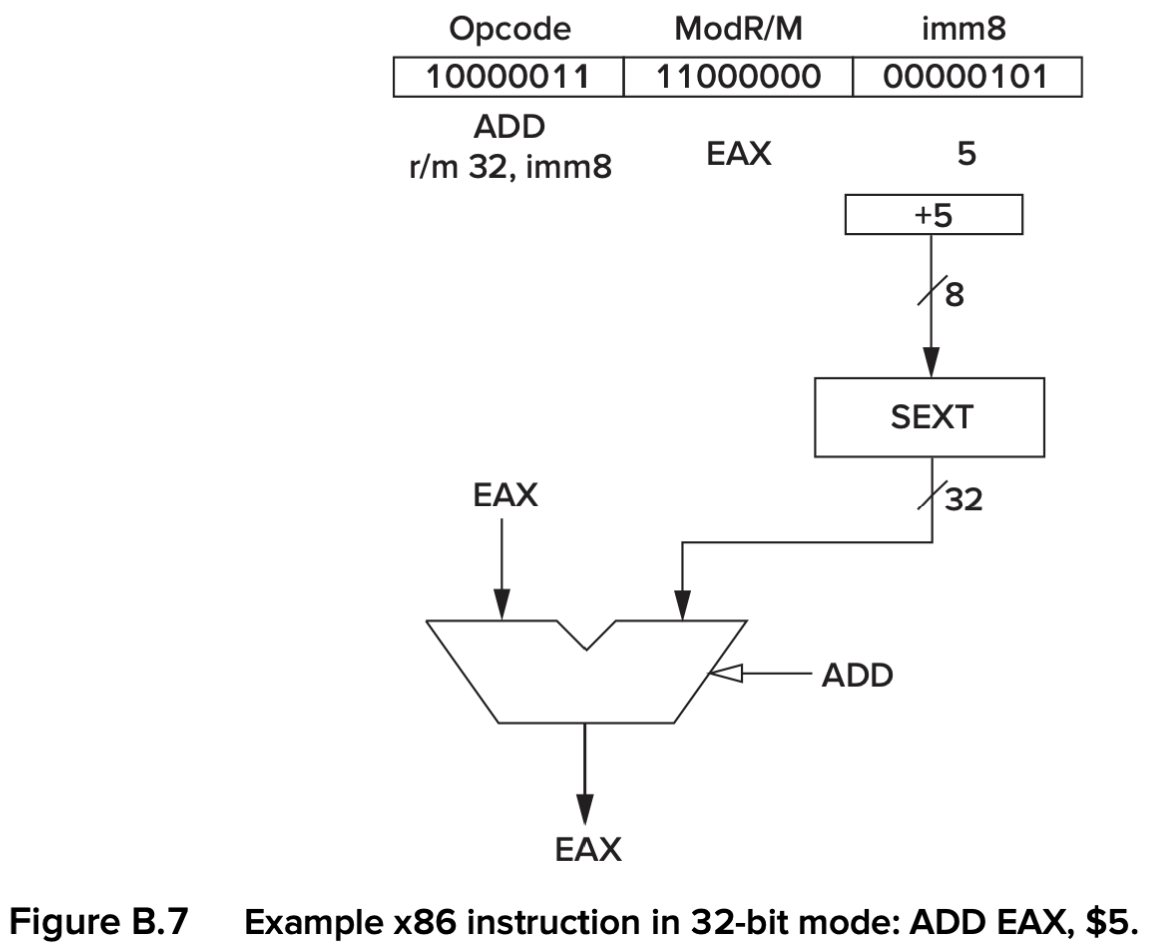 Opcode ModR/M imm8
10000011 11000000 00000101
ADD
r/m 32, imm8 EAX 5
+5
8
SEXT
EAX 32
ADD
EAX
Figure B.7 Example x86 instruction in 32-bit mode: ADD EAX, $5.